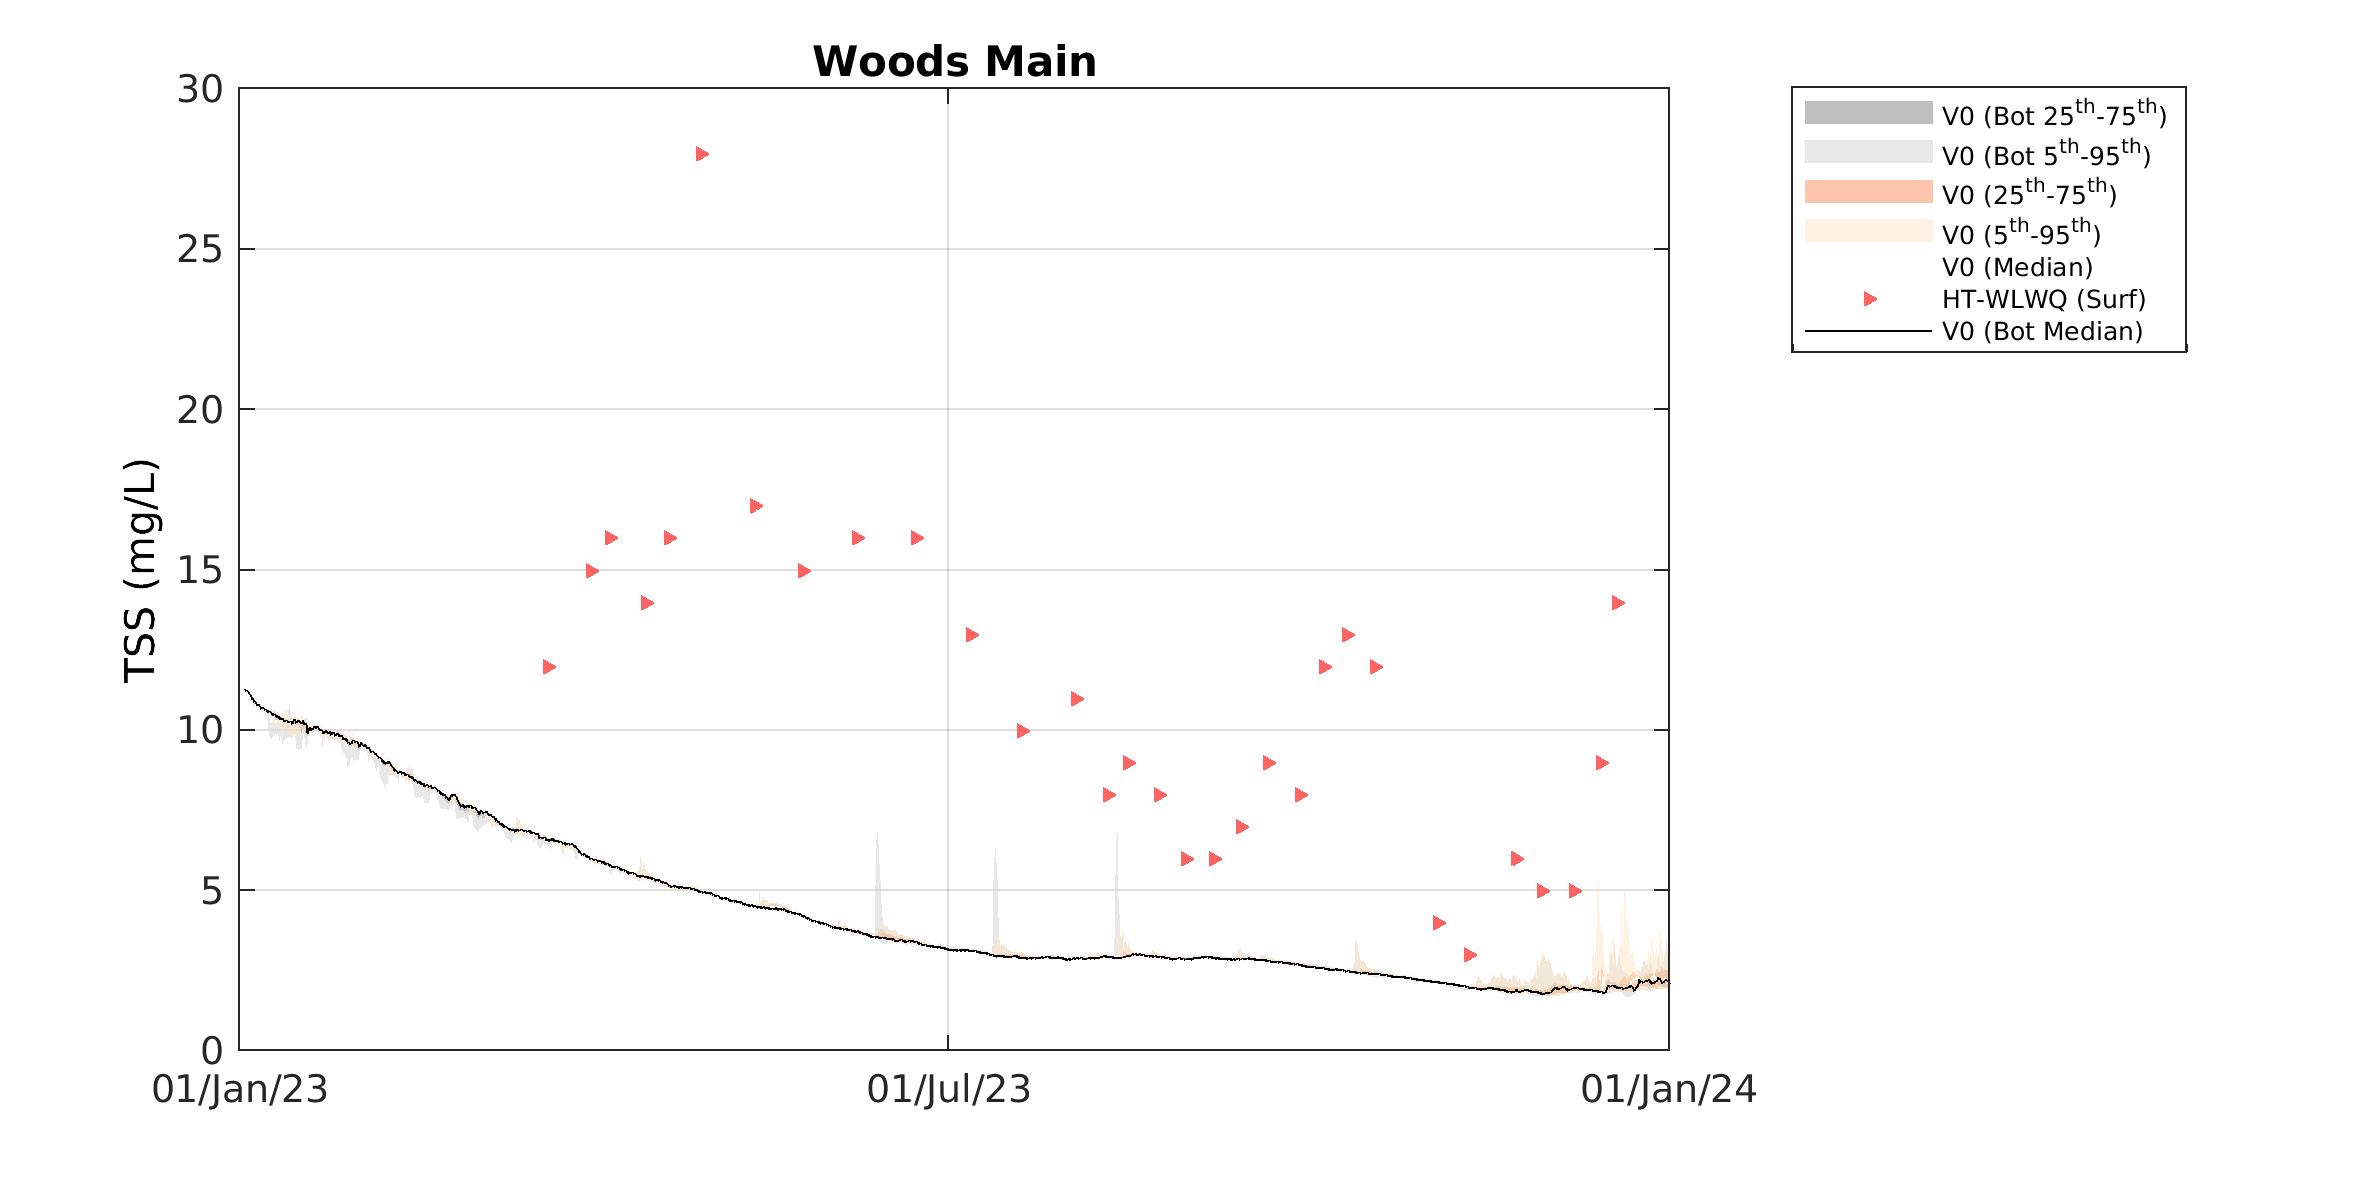 Woods Main
30
25
20
15
10
5
0
TSS (mg/L)
01/Jan/23
01/Jul/23
01/Jan/24
V0 (Bot 25th-75th)
V0 (Bot 5th-95th)
V0 (25th-75th)
V0 (5th-95th)
V0 (Median)
HT-WLWQ (Surf)
V0 (Bot Median)